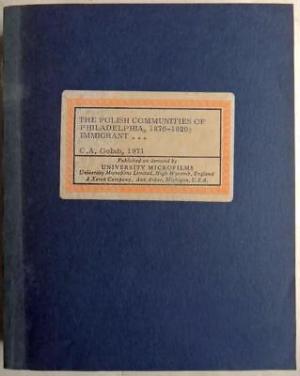 THE POLISH COMMUNITIES OF
PHILADELPHIA, 1870-1920:
IMMIGRANT ...
C.A. Golab, 1971
Published on demand by
UNIVERSITY MICROFILMS
University Microfilms Limited, High Wycomb, England
A Xerox Company, Ann Arbor, Michigan, U.S.A.